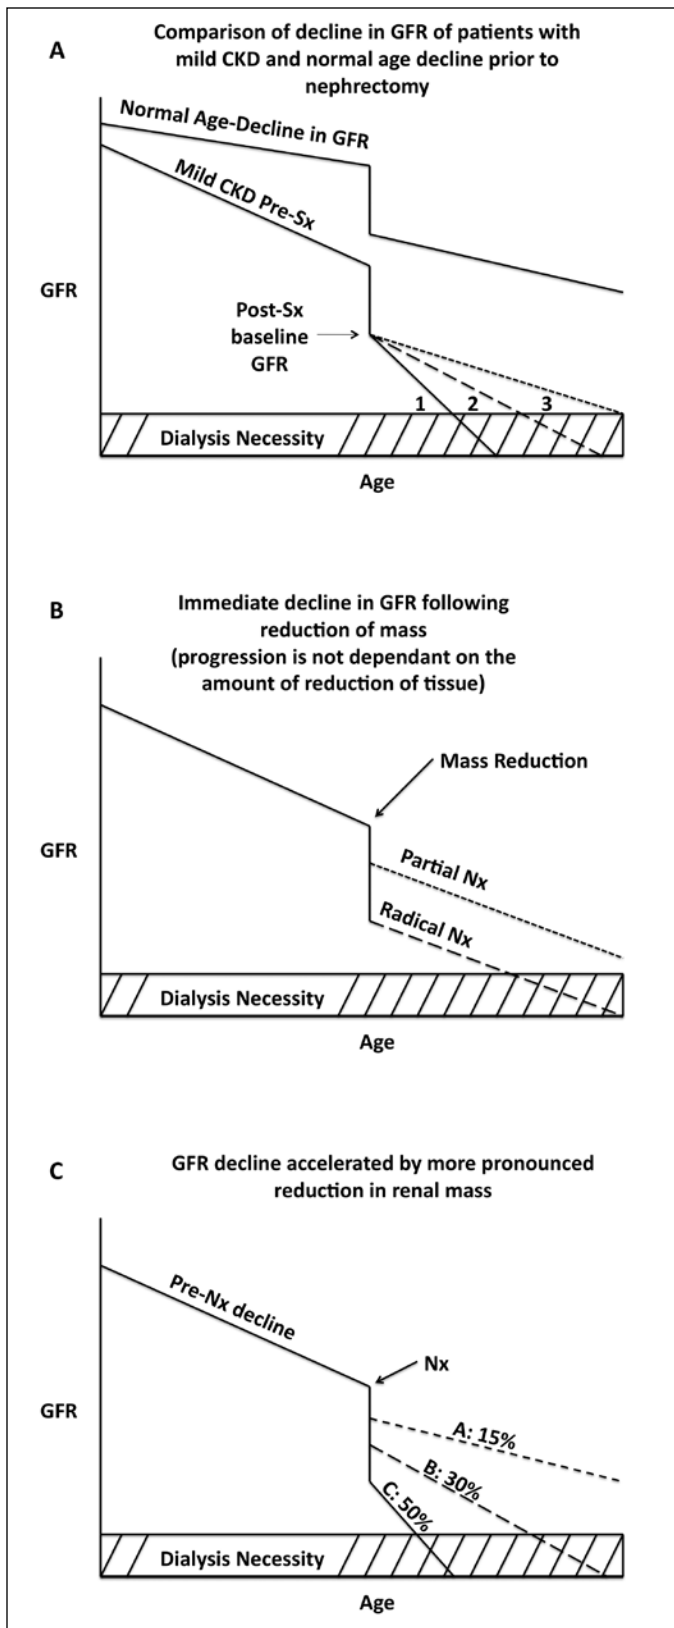 A
Comparison of decline in GFR of patients with
mild CKD and normal age decline prior to
nephrectomy
Normal Age-Decline in GFR
Mild CKD Pre-Sx
GFR
Post-Sx
baseline
GFR
1 2 3
Dialysis Necessity
Age
B
Immediate decline in GFR following
reduction of mass
(progression is not dependant on the
amount of reduction of tissue)
Mass Reduction
GFR
Partial Nx
Radical Nx
Dialysis Necessity
Age
C
GFR decline accelerated by more pronounced
reduction in renal mass
Pre-Nx decline
Nx
GFR
A: 15%
B: 30%
C: 50%
Dialysis Necessity
Age